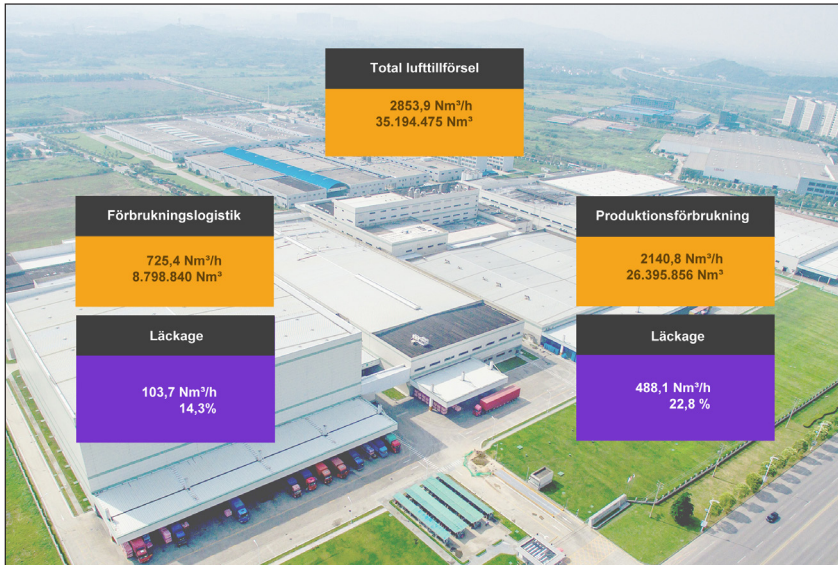 Total lufttillförsel
2853,9 Nm³/h
35.194.475 Nm³
Förbrukningslogistik
725,4 Nm³/h
8.798.840 Nm³
Läckage
103,7 Nm³/h
14,3%
Produktionsförbrukning
2140,8 Nm³/h
26.395.856 Nm³
Läckage
488,1 Nm³/h
22,8 %